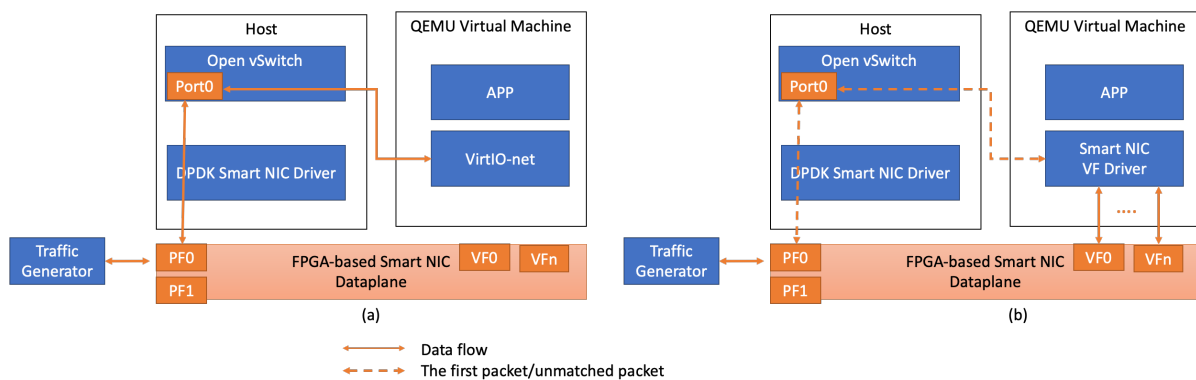 Host
Open vSwitch
Port0
DPDK Smart NIC Driver
QEMU Virtual Machine
APP
VirtIO-net
Traffic
Generator
PF0
PF1
FPGA-based Smart NIC
Dataplane
VF0
VFn
(a)
Host
Open vSwitch
Port0
DPDK Smart NIC Driver
QEMU Virtual Machine
APP
Smart NIC
VF Driver
....
Traffic
Generator
PF0
PF1
FPGA-based Smart NIC
Dataplane
VF0
VFn
(b)
Data flow
The first packet/unmatched packet